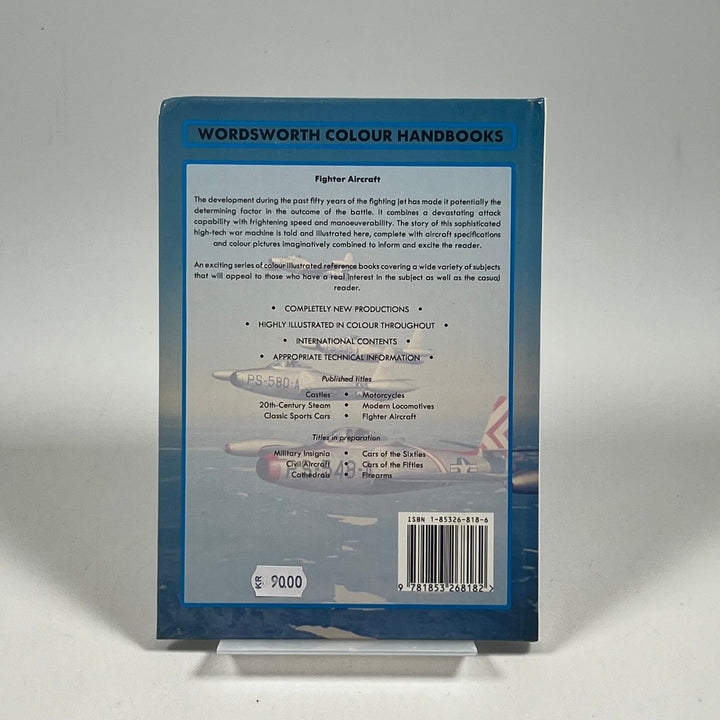 WORDSWORTH COLOUR HANDBOOKS
Fighter Aircraft
The development during the past fifty years of the fighting jet has made it potentially the
determining factor in the outcome of the battle. It combines a devastating attack
capability with frightening speed and manoeuverability. The story of this sophisticated
high-tech war machine is told and illustrated here, complete with aircraft specifications
and colour pictures imaginatively combined to inform and excite the reader.
An exciting series of colour illustrated reference books covering a wide variety of subjects
that will appeal to those who have a real interest in the subject as well as the casual
reader.
• COMPLETELY NEW PRODUCTIONS •
• HIGHLY ILLUSTRATED IN COLOUR THROUGHOUT •
• INTERNATIONAL CONTENTS •
• APPROPRIATE TECHNICAL INFORMATION •
Published titles
PS-580-A
Castles • Motorcycles
20th-Century Steam • Modern Locomotives
Classic Sports Cars • Fighter Aircraft
Titles in preparation
Military Insignia • Cars of the Sixties
Civil Aircraft • Cars of the Fifties
Cathedrals • Firearms
ISBN 1-85326-818-6
9 781853 268182 >
KR 90.00